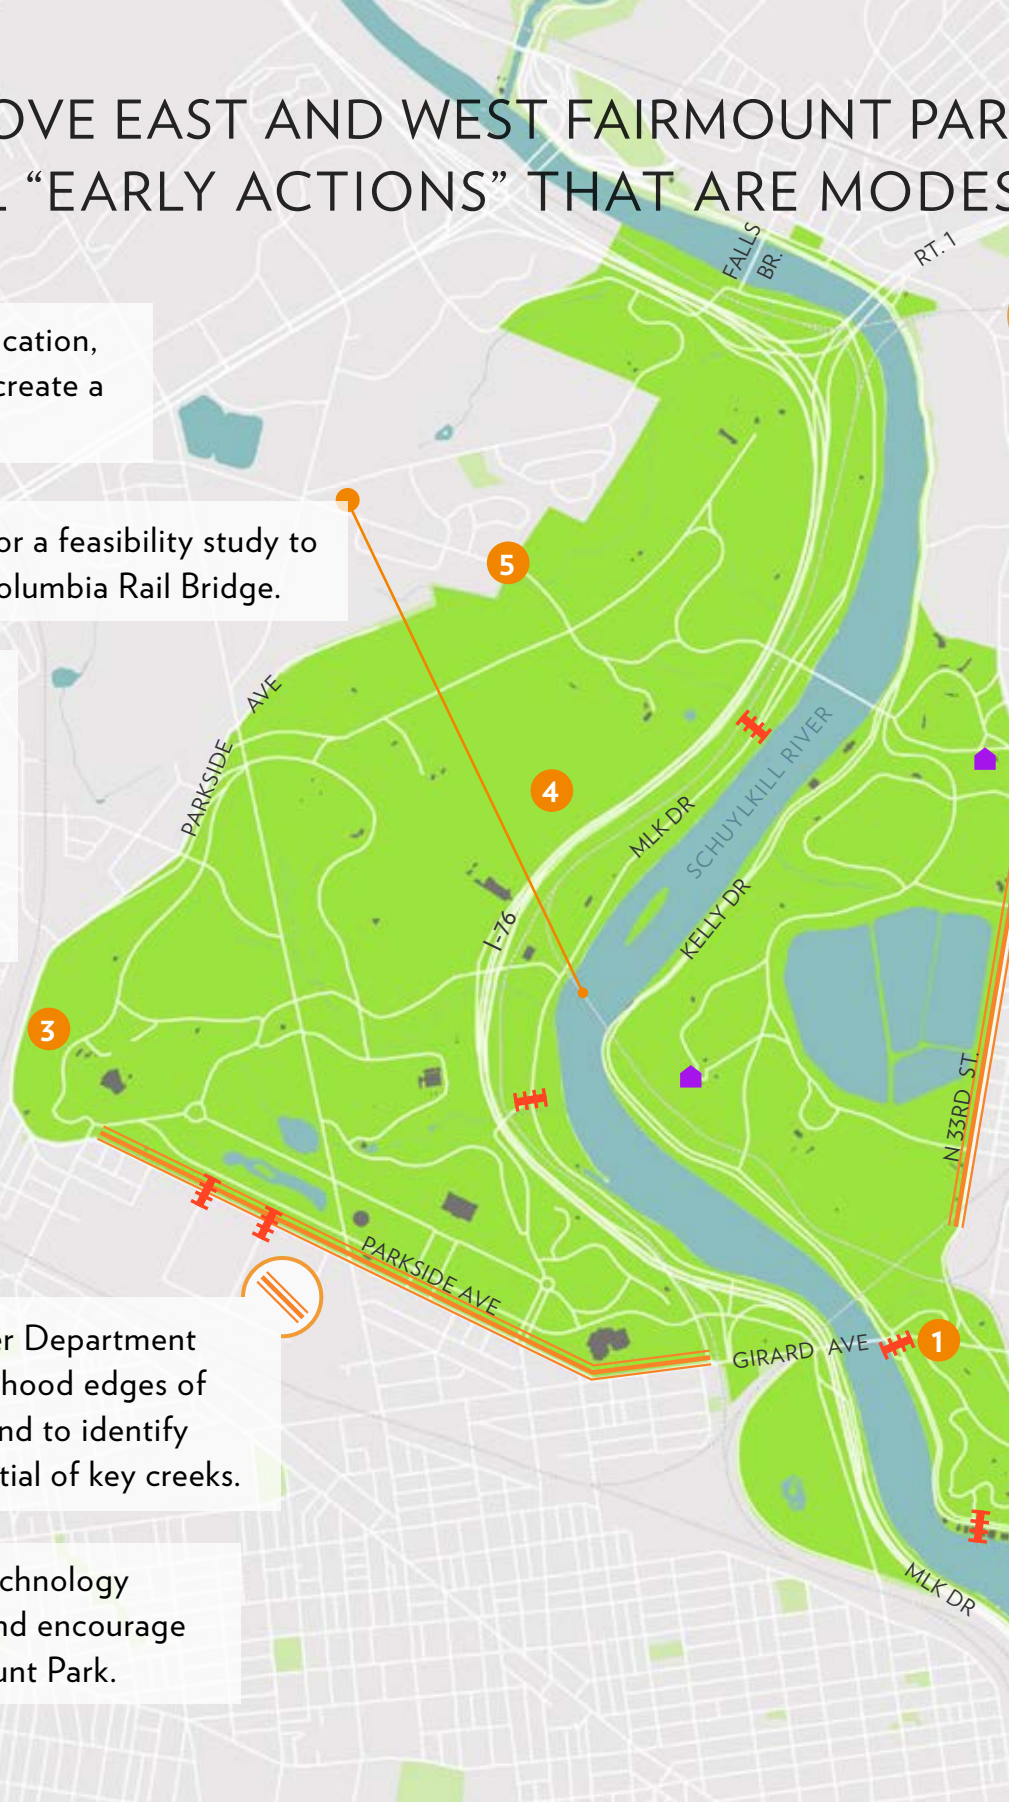 OVE EAST AND WEST FAIRMOUNT PAR
“EARLY ACTIONS” THAT ARE MODES
FALLS
BR.
RT. 1
cation,
create a
or a feasibility study to
olumbia Rail Bridge.
5
PARKSIDE AVE
4
MLK DR
SCHUYLKILL RIVER
KELLY DR
I-76
3
N 33RD ST.
PARKSIDE AVE
GIRARD AVE
1
er Department
hood edges of
nd to identify
tial of key creeks.
chnology
nd encourage
unt Park.
MLK DR